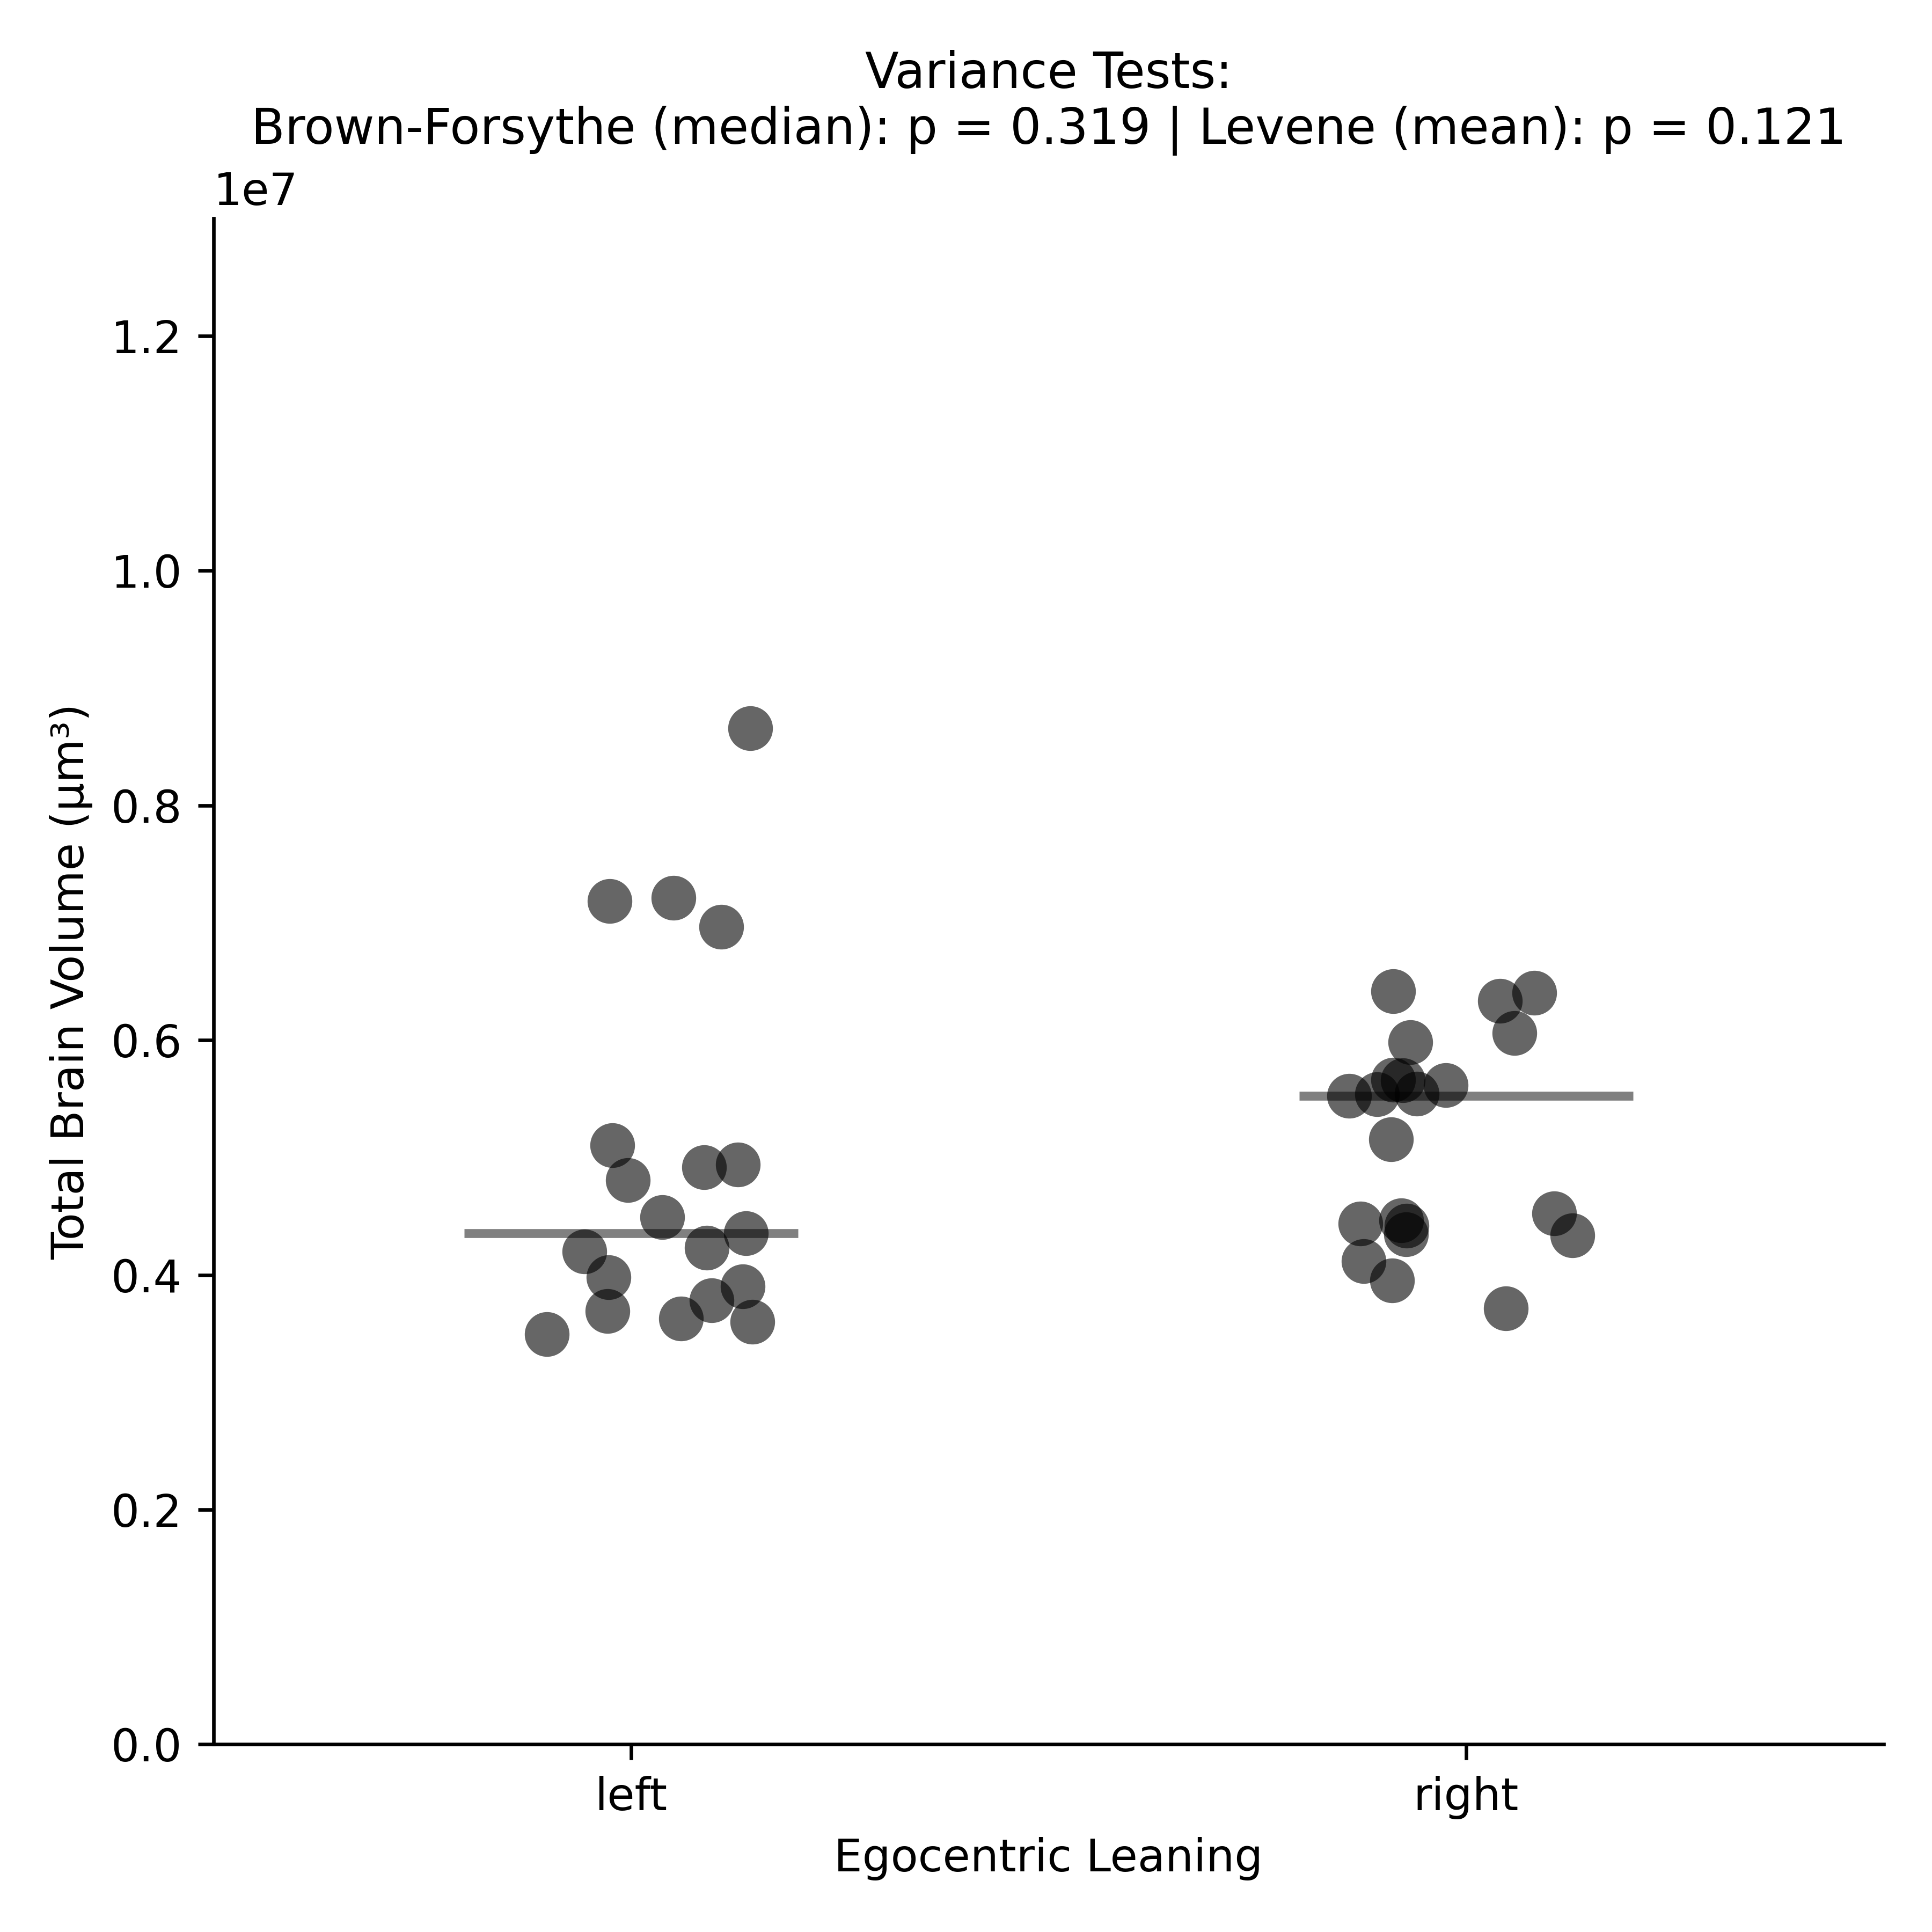 Variance Tests:
Brown-Forsythe (median): p = 0.319 | Levene (mean): p = 0.121
1e7
1.2
1.0
0.8
0.6
0.4
0.2
0.0
Total Brain Volume (µm³)
left
right
Egocentric Leaning